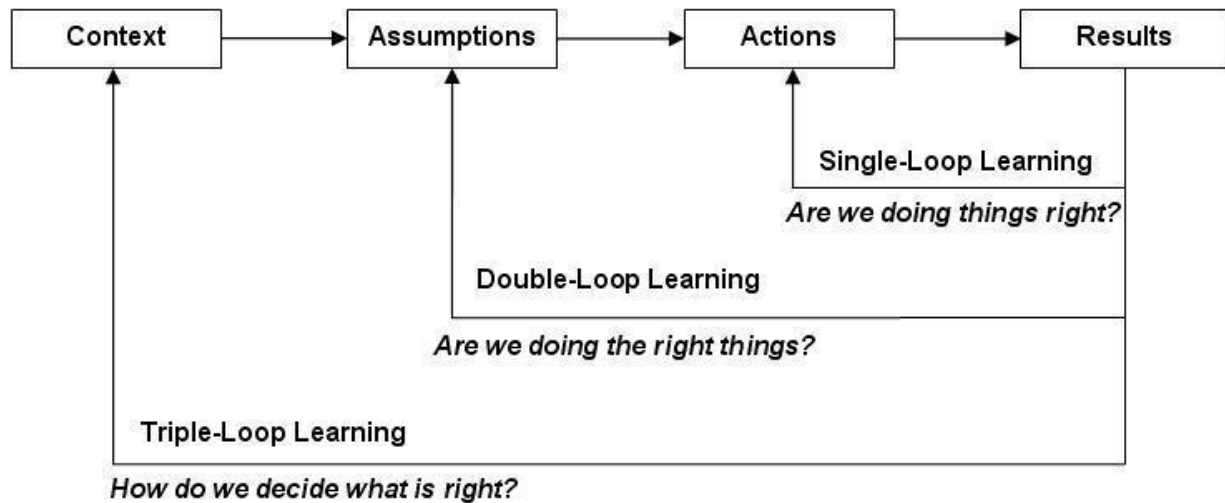 Context
Assumptions
Actions
Results
Single-Loop Learning
Are we doing things right?
Double-Loop Learning
Are we doing the right things?
Triple-Loop Learning
How do we decide what is right?